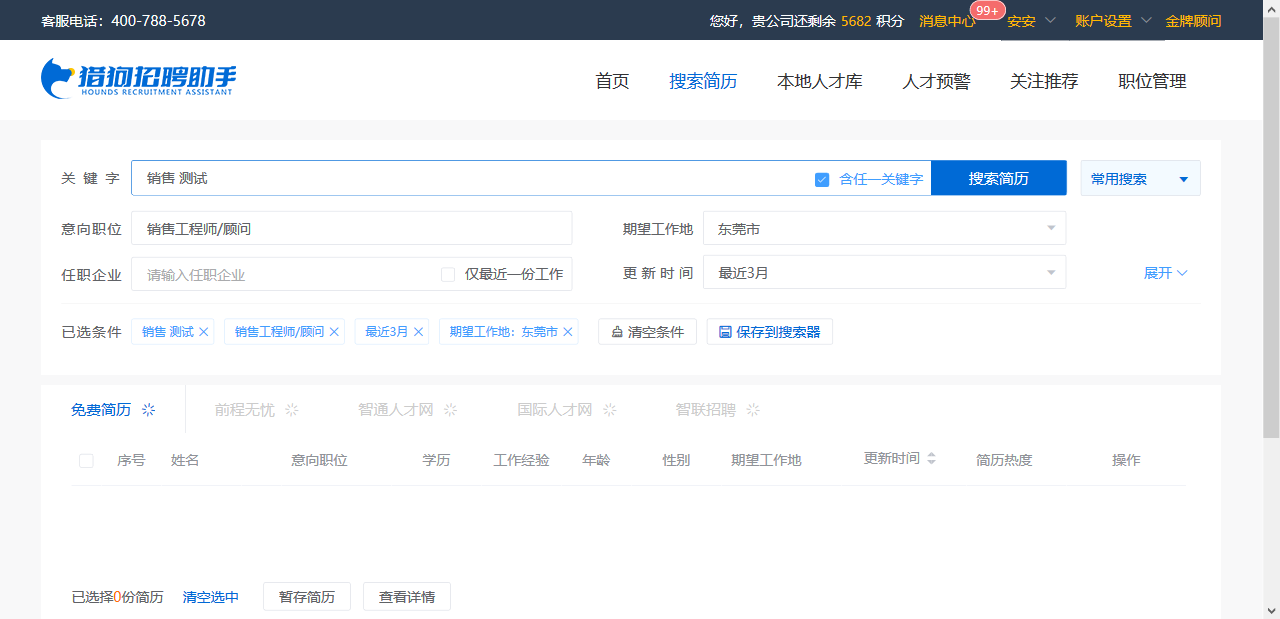 客服电话：400-788-5678 您好，贵公司还剩余 5682 积分 消息中心 99+ 安安 账户设置 金牌顾问
猎狗招聘助手 首页 搜索简历 本地人才库 人才预警 关注推荐 职位管理
HOUNDS RECRUITMENT ASSISTANT
关键字 销售 测试 含任一关键字 搜索简历 常用搜索
意向职位 销售工程师/顾问 期望工作地 东莞市
任职企业 请输入任职企业 仅最近一份工作 更新时间 最近3月 展开
已选条件 销售 测试 销售工程师/顾问 最近3月 期望工作地：东莞市 清空条件 保存到搜索器
免费简历 前程无忧 智通人才网 国际人才网 智联招聘
序号 姓名 意向职位 学历 工作经验 年龄 性别 期望工作地 更新时间 简历热度 操作
已选择0份简历 清空选中 暂存简历 查看详情